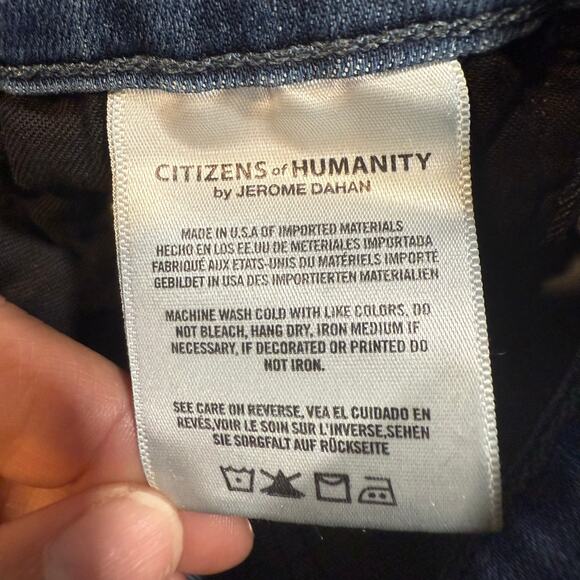 CITIZENS of HUMANITY
by JEROME DAHAN
MADE IN U.S.A OF IMPORTED MATERIALS
HECHO EN LOS EE.UU DE METERIALES IMPORTADA
FABRIQUÉ AUX ETATS-UNIS DU MATÉRIELS IMPORTÉ
GEBILDET IN USA DES IMPORTIERTEN MATERIALIEN
MACHINE WASH COLD WITH LIKE COLORS, DO
NOT BLEACH, HANG DRY, IRON MEDIUM IF
NECESSARY, IF DECORATED OR PRINTED DO
NOT IRON.
SEE CARE ON REVERSE, VEA EL CUIDADO EN
REVÉS,VOIR LE SOIN SUR L'INVERSE,SEHEN
SIE SORGFALT AUF RÜCKSEITE